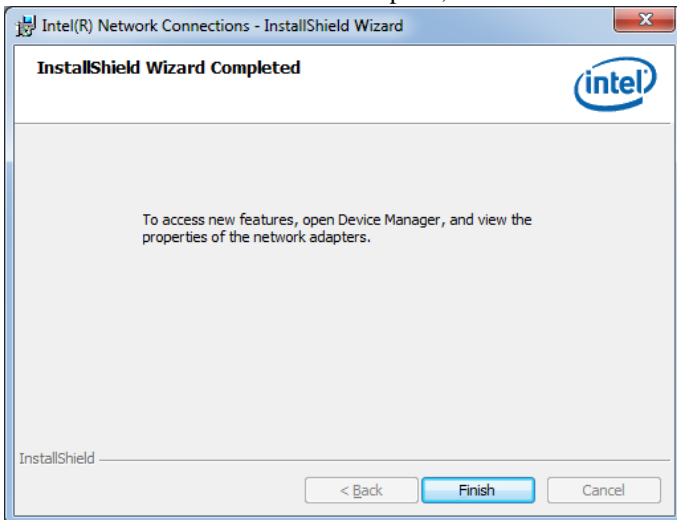 Intel(R) Network Connections - InstallShield Wizard
InstallShield Wizard Completed
intel
To access new features, open Device Manager, and view the
properties of the network adapters.
InstallShield
< Back
Finish
Cancel